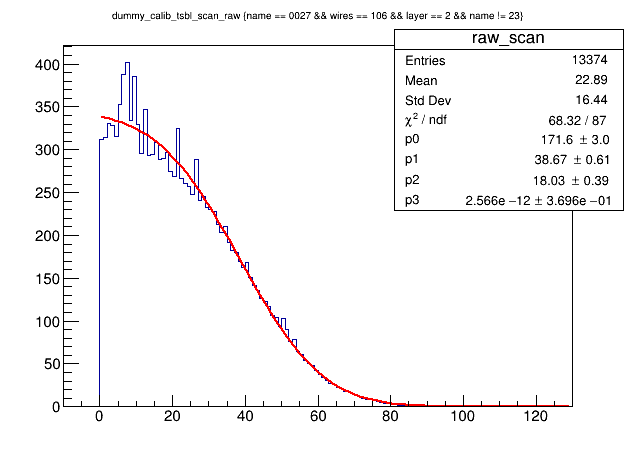 dummy_calib_tsbl_scan_raw {name == 0027 && wires == 106 && layer == 2 && name != 23}
raw_scan
Entries 13374
Mean 22.89
Std Dev 16.44
χ² / ndf 68.32 / 87
p0 171.6 ± 3.0
p1 38.67 ± 0.61
p2 18.03 ± 0.39
p3 2.566e −12 ± 3.696e −01
400
350
300
250
200
150
100
50
0
0 20 40 60 80 100 120